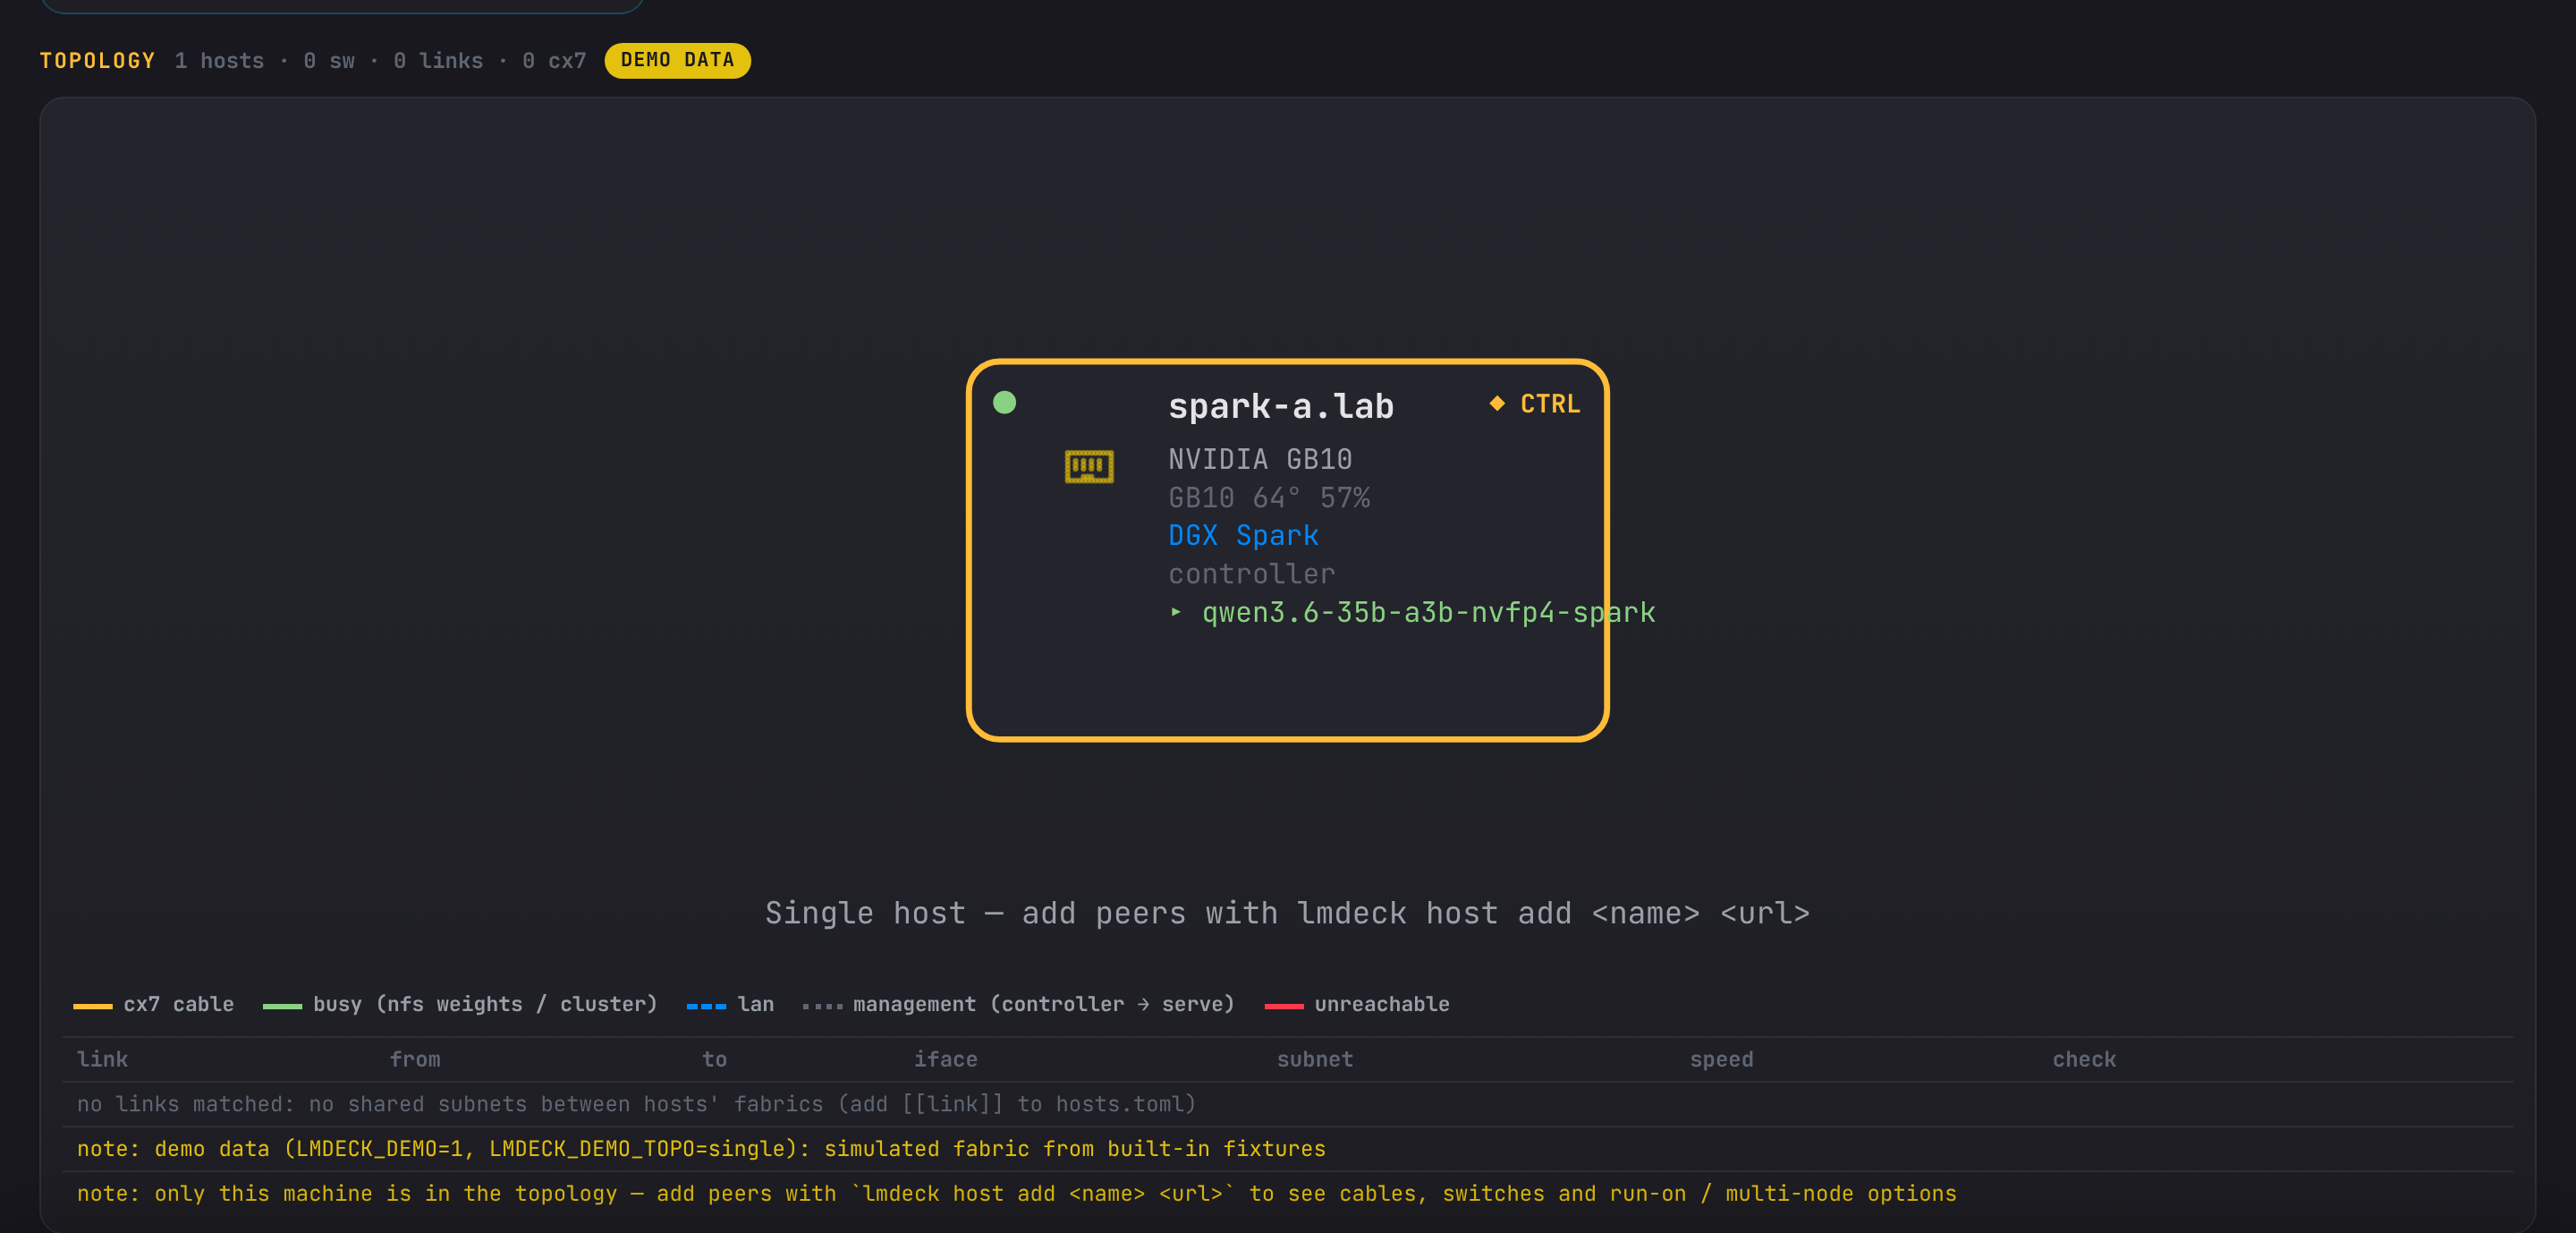 TOPOLOGY 1 hosts · 0 sw · 0 links · 0 cx7 DEMO DATA
spark-a.lab ◆ CTRL
NVIDIA GB10
GB10 64° 57%
DGX Spark
controller
▸ qwen3.6-35b-a3b-nvfp4-spark
Single host — add peers with lmdeck host add <name> <url>
cx7 cable busy (nfs weights / cluster) lan management (controller → serve) unreachable
link from to iface subnet speed check
no links matched: no shared subnets between hosts' fabrics (add [[link]] to hosts.toml)
note: demo data (LMDECK_DEMO=1, LMDECK_DEMO_TOPO=single): simulated fabric from built-in fixtures
note: only this machine is in the topology — add peers with `lmdeck host add <name> <url>` to see cables, switches and run-on / multi-node options